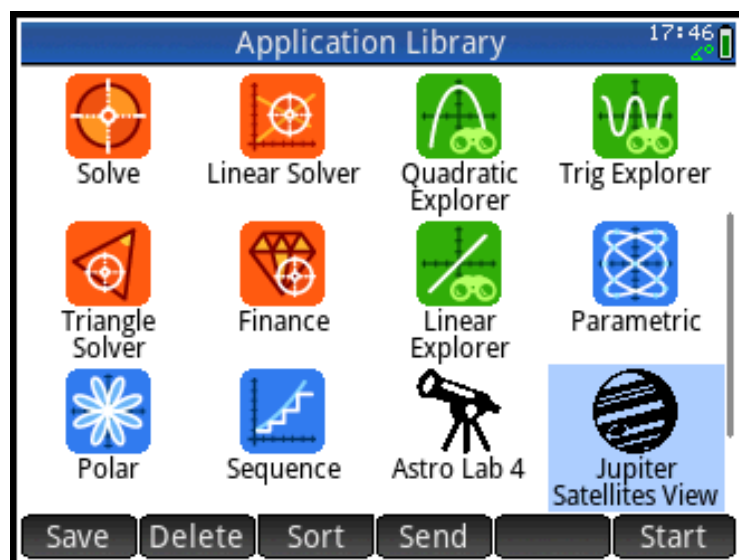 Application Library
17:46
Solve
Linear Solver
Quadratic
Explorer
Trig Explorer
Triangle
Solver
Finance
Linear
Explorer
Parametric
Polar
Sequence
Astro Lab 4
Jupiter
Satellites View
Save
Delete
Sort
Send
Start